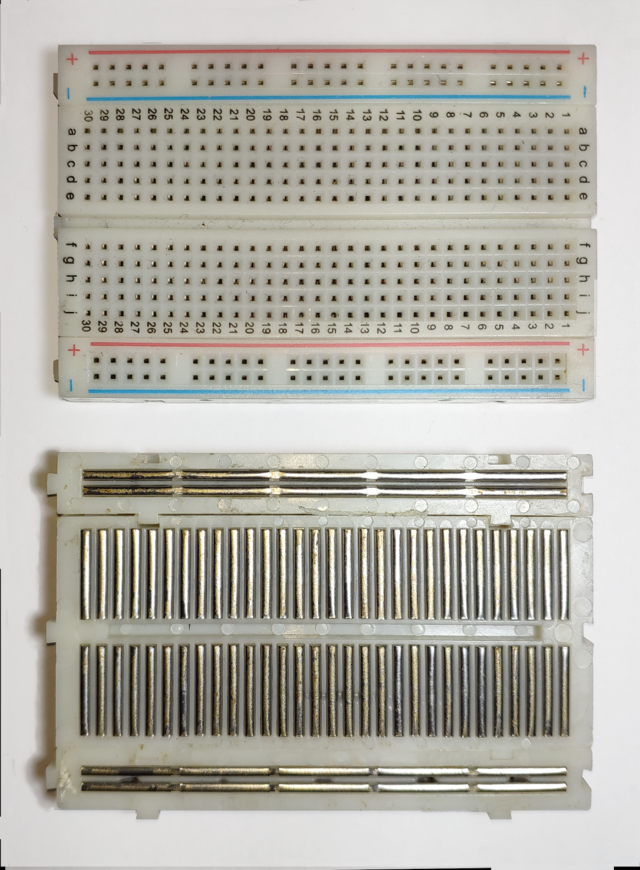 + +
- -
30 29 28 27 26 25 24 23 22 21 20 19 18 17 16 15 14 13 12 11 10 9 8 7 6 5 4 3 2 1
a a
b b
c c
d d
e e
f f
g g
h h
i i
j j
30 29 28 27 26 25 24 23 22 21 20 19 18 17 16 15 14 13 12 11 10 9 8 7 6 5 4 3 2 1
+ +
- -